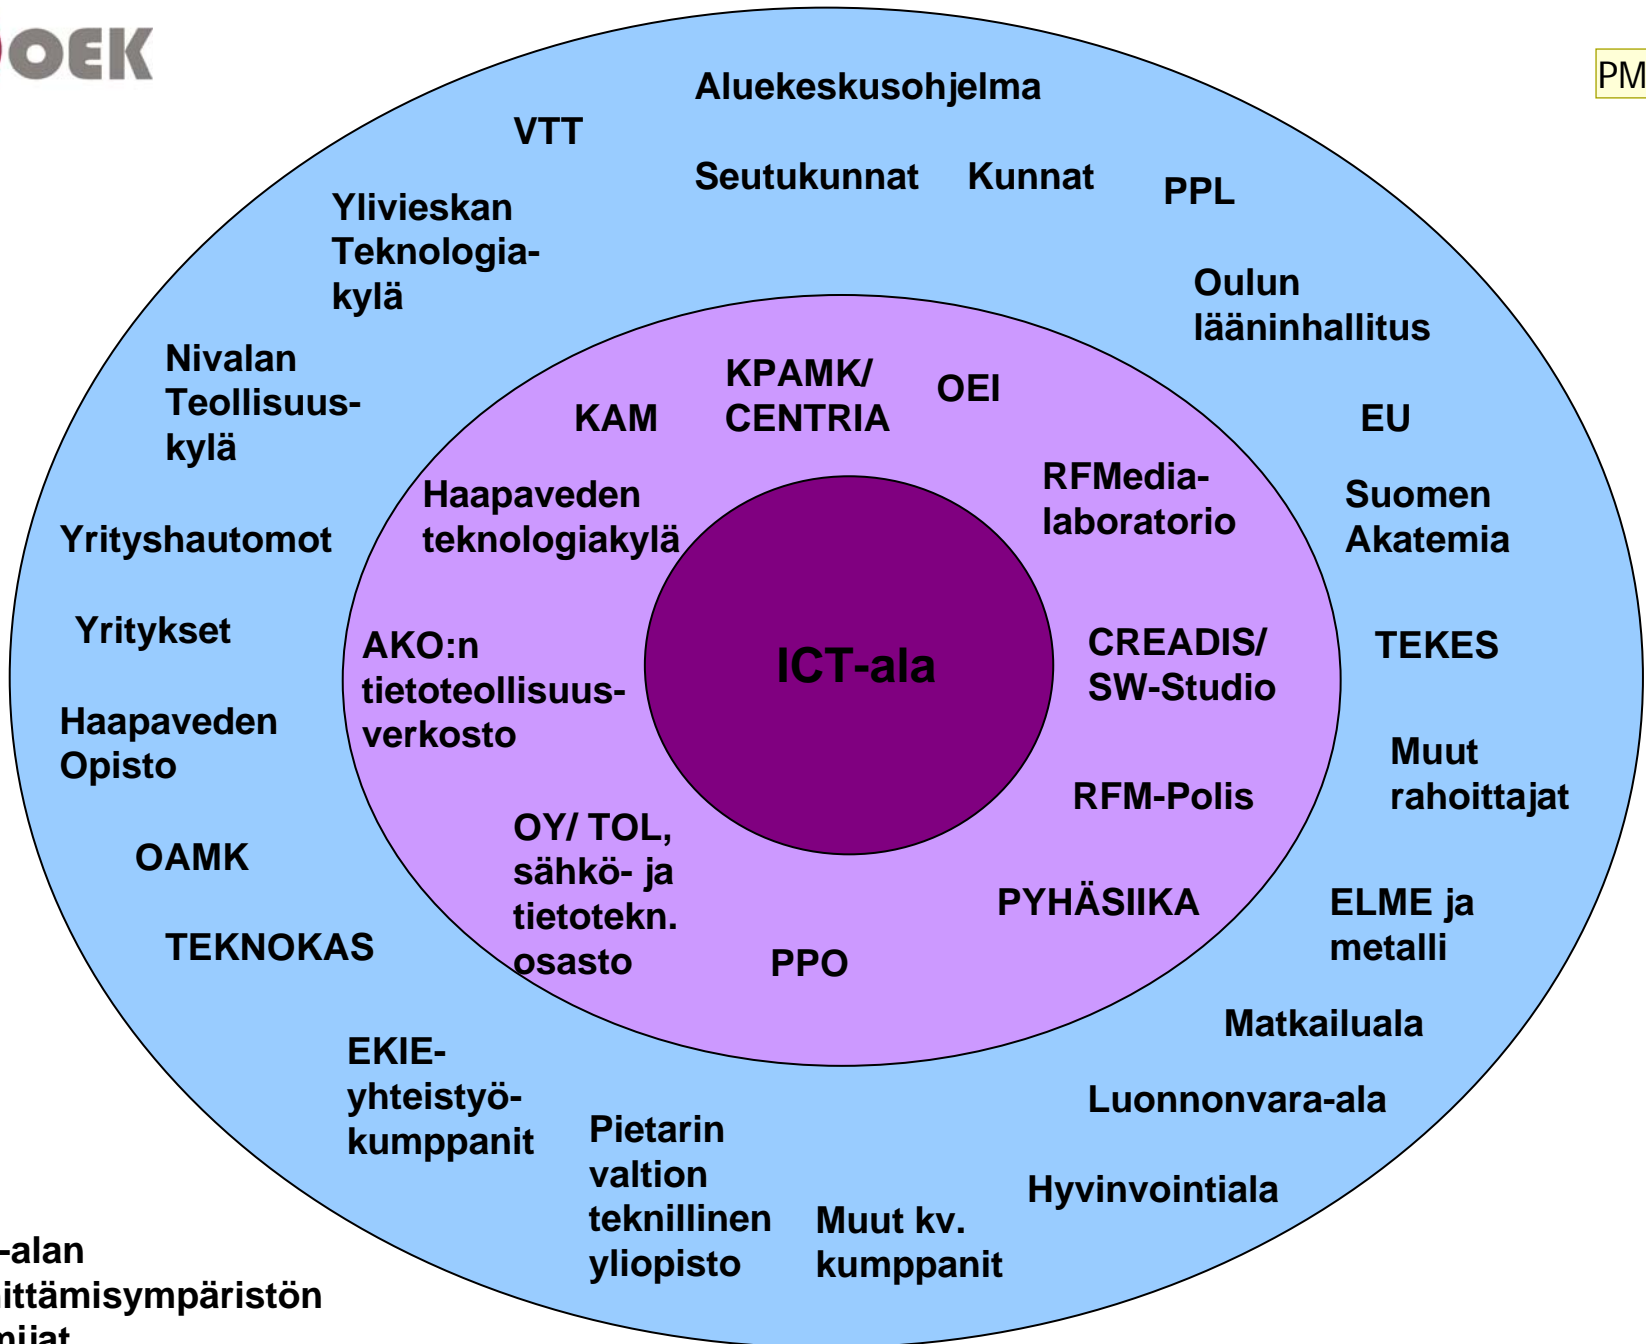 OEK
PM
Aluekeskusohjelma
VTT
Seutukunnat
Kunnat
PPL
Ylivieskan
Teknologia-
kylä
Oulun
lääninhallitus
Nivalan
Teollisuus-
kylä
KAM
KPAMK/
CENTRIA
OEI
EU
Haapaveden
teknologiakylä
RFMedia-
laboratorio
Suomen
Akatemia
Yrityshautomot
Yritykset
AKO:n
tietoteollisuus-
verkosto
ICT-ala
CREADIS/
SW-Studio
TEKES
Haapaveden
Opisto
Muut
rahoittajat
RFM-Polis
OY/ TOL,
sähkö- ja
tietotekn.
osasto
OAMK
PYHÄSIIKA
ELME ja
metalli
TEKNOKAS
PPO
Matkailuala
EKIE-
yhteistyö-
kumppanit
Luonnonvara-ala
Pietarin
valtion
teknillinen
yliopisto
Hyvinvointiala
Muut kv.
kumppanit
-alan
ittämisympäristön